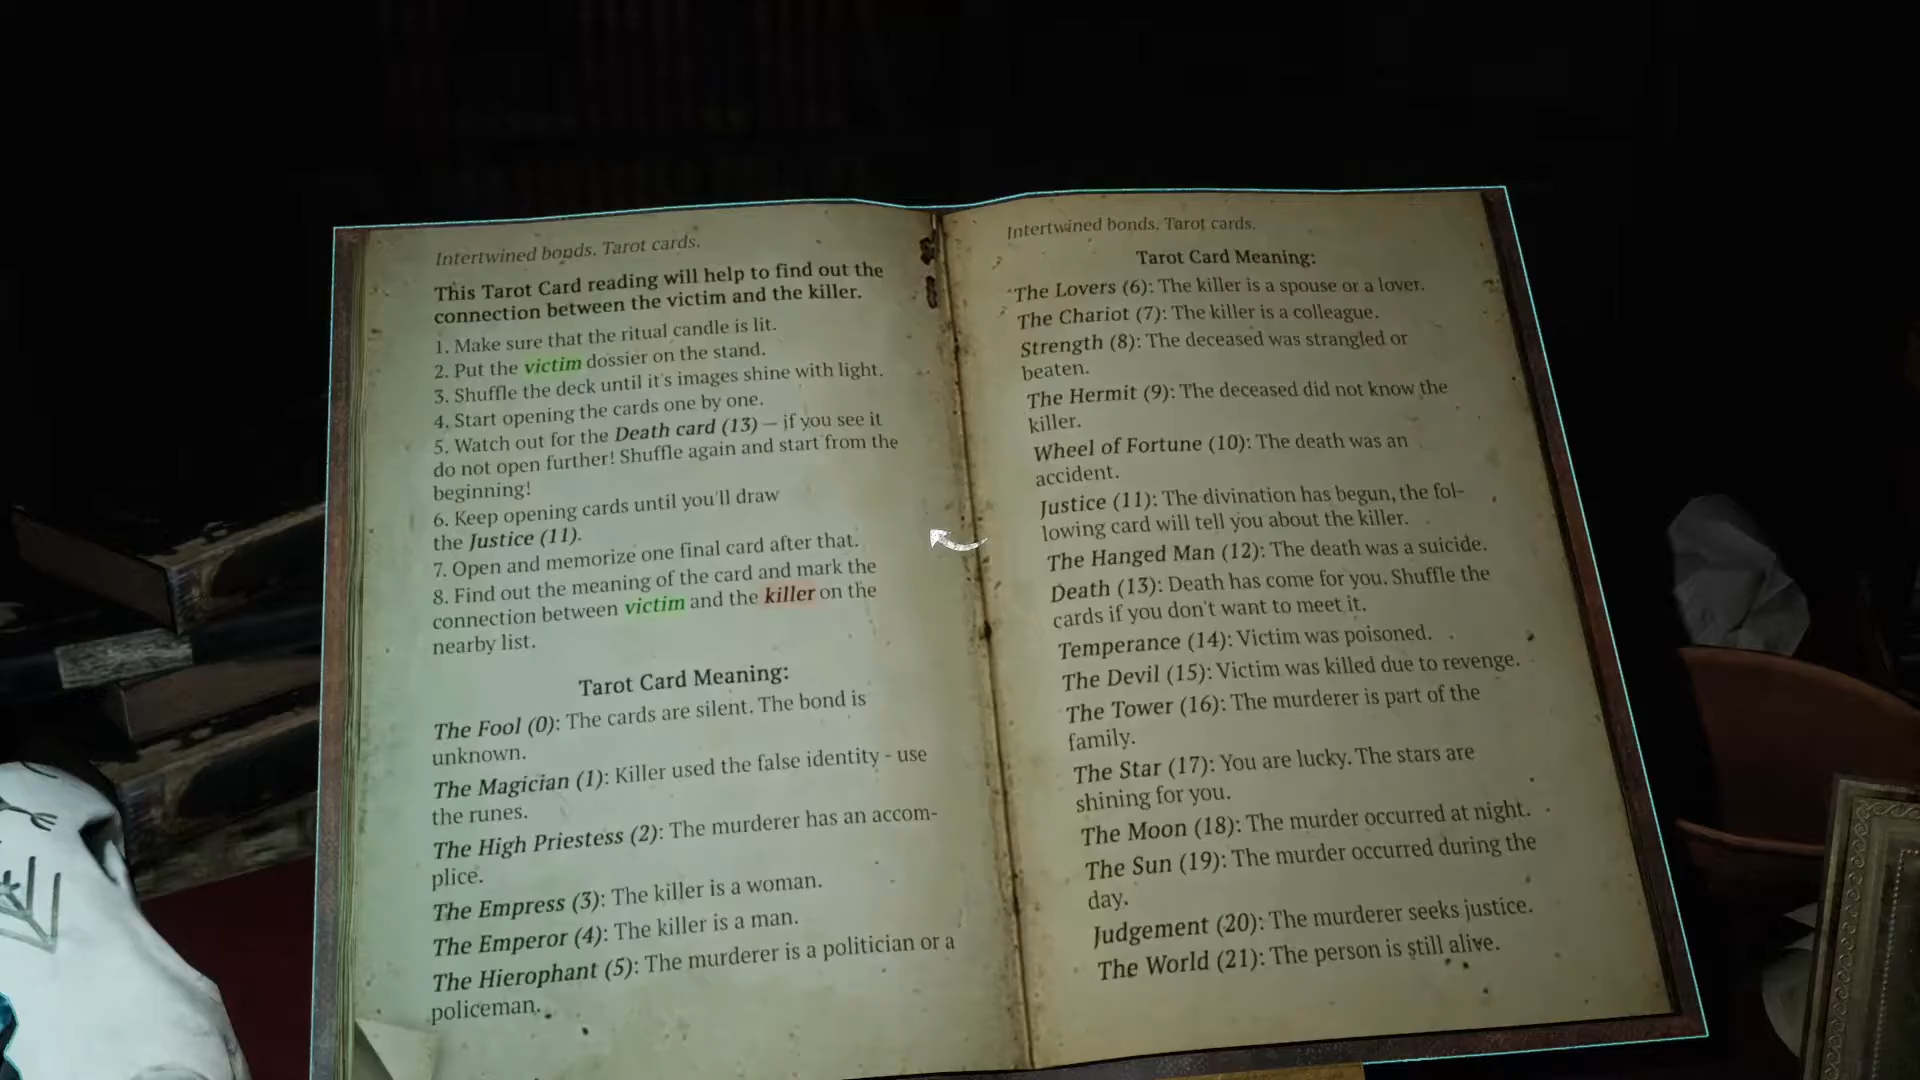 Intertwined bonds. Tarot cards.
This Tarot Card reading will help to find out the
connection between the victim and the killer.
1. Make sure that the ritual candle is lit.
2. Put the victim dossier on the stand.
3. Shuffle the deck until it's images shine with light.
4. Start opening the cards one by one.
5. Watch out for the Death card (13) – if you see it
do not open further! Shuffle again and start from the
beginning!
6. Keep opening cards until you'll draw
the Justice (11).
7. Open and memorize one final card after that.
8. Find out the meaning of the card and mark the
connection between victim and the killer on the
nearby list.
Tarot Card Meaning:
The Fool (0): The cards are silent. The bond is
unknown.
The Magician (1): Killer used the false identity - use
the runes.
The High Priestess (2): The murderer has an accom-
plice.
The Empress (3): The killer is a woman.
The Emperor (4): The killer is a man.
The Hierophant (5): The murderer is a politician or a
policeman.
Intertwined bonds. Tarot cards.
Tarot Card Meaning:
The Lovers (6): The killer is a spouse or a lover.
The Chariot (7): The killer is a colleague.
Strength (8): The deceased was strangled or
beaten.
The Hermit (9): The deceased did not know the
killer.
Wheel of Fortune (10): The death was an
accident.
Justice (11): The divination has begun, the fol-
lowing card will tell you about the killer.
The Hanged Man (12): The death was a suicide.
Death (13): Death has come for you. Shuffle the
cards if you don't want to meet it.
Temperance (14): Victim was poisoned.
The Devil (15): Victim was killed due to revenge.
The Tower (16): The murderer is part of the
family.
The Star (17): You are lucky. The stars are
shining for you.
The Moon (18): The murder occurred at night.
The Sun (19): The murder occurred during the
day.
Judgement (20): The murderer seeks justice.
The World (21): The person is still alive.